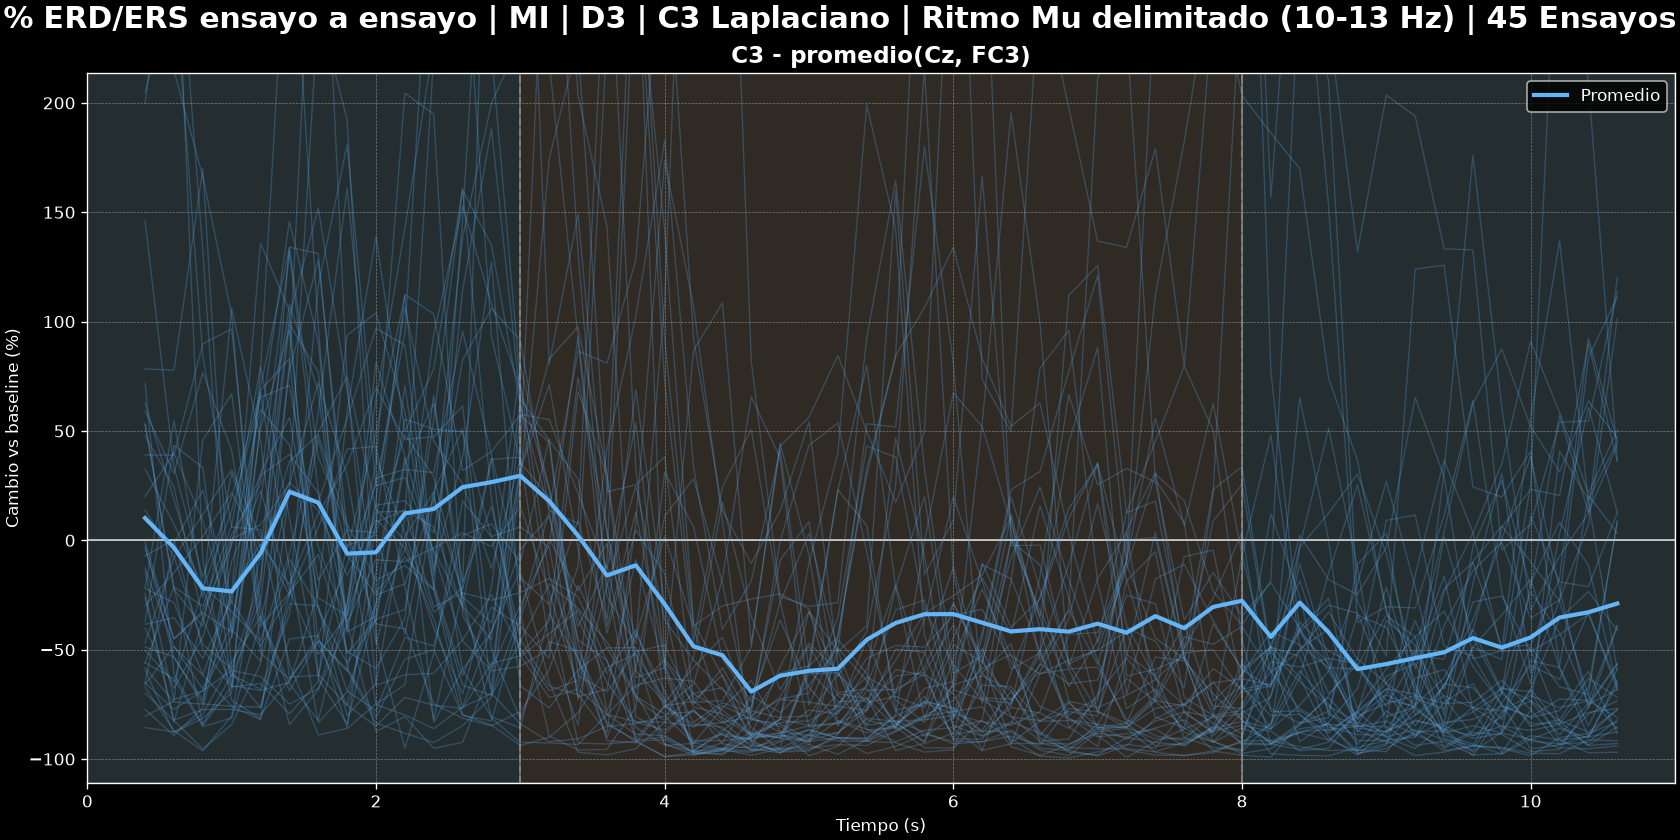 % ERD/ERS ensayo a ensayo | MI | D3 | C3 Laplaciano | Ritmo Mu delimitado (10-13 Hz) | 45 Ensayos
C3 - promedio(Cz, FC3)
Promedio
200
150
100
50
0
−50
−100
Cambio vs baseline (%)
0 2 4 6 8 10
Tiempo (s)